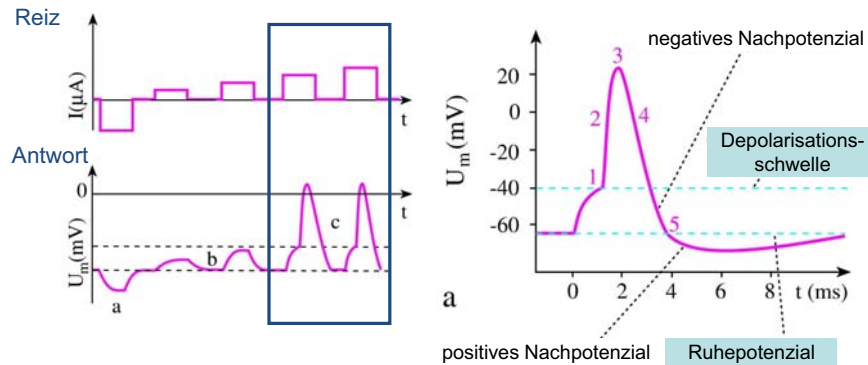 Reiz
I(µA)
t
Antwort
0
t
Um(mV)
a
b
c
Um (mV)
20
0
-20
-40
-60
0
2
4
6
8
t (ms)
1
2
3
4
5
a
negatives Nachpotenzial
Depolarisations-
schwelle
positives Nachpotenzial
Ruhepotenzial